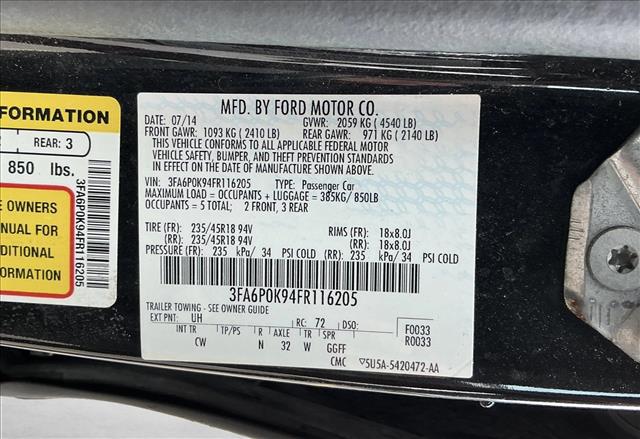 FORMATION
REAR: 3
850 lbs.
E OWNERS
ANUAL FOR
DDITIONAL
ORMATION
3FA6P0K94FR116205
MFD. BY FORD MOTOR CO.
DATE: 07/14 GVWR: 2059 KG ( 4540 LB)
FRONT GAWR: 1093 KG ( 2410 LB) REAR GAWR: 971 KG ( 2140 LB)
THIS VEHICLE CONFORMS TO ALL APPLICABLE FEDERAL MOTOR
VEHICLE SAFETY, BUMPER, AND THEFT PREVENTION STANDARDS
IN EFFECT ON THE DATE OF MANUFACTURE SHOWN ABOVE.
VIN: 3FA6P0K94FR116205 TYPE: Passenger Car
MAXIMUM LOAD = OCCUPANTS + LUGGAGE = 385KG/ 850LB
OCCUPANTS = 5 TOTAL; 2 FRONT, 3 REAR
TIRE (FR): 235/45R18 94V RIMS (FR): 18x8.0J
(RR): 235/45R18 94V (RR): 18x8.0J
PRESSURE (FR): 235 kPa/ 34 PSI COLD (RR): 235 kPa/ 34 PSI COLD
3FA6P0K94FR116205
TRAILER TOWING - SEE OWNER GUIDE
EXT PNT: UH RC: 72 DSO: F0033
INT TR TP/PS R AXLE TR SPR R0033
CW N 32 W GGFF
CMC ▽5U5A-5420472-AA